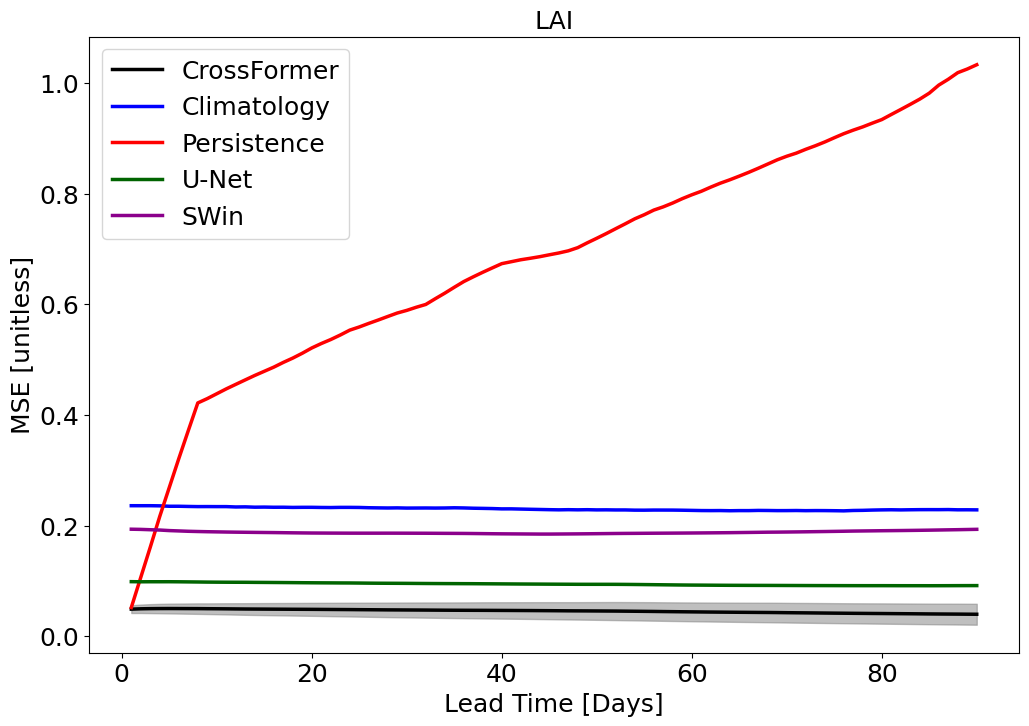 LAI
CrossFormer
Climatology
Persistence
U-Net
SWin
MSE [unitless]
1.0
0.8
0.6
0.4
0.2
0.0
0 20 40 60 80
Lead Time [Days]